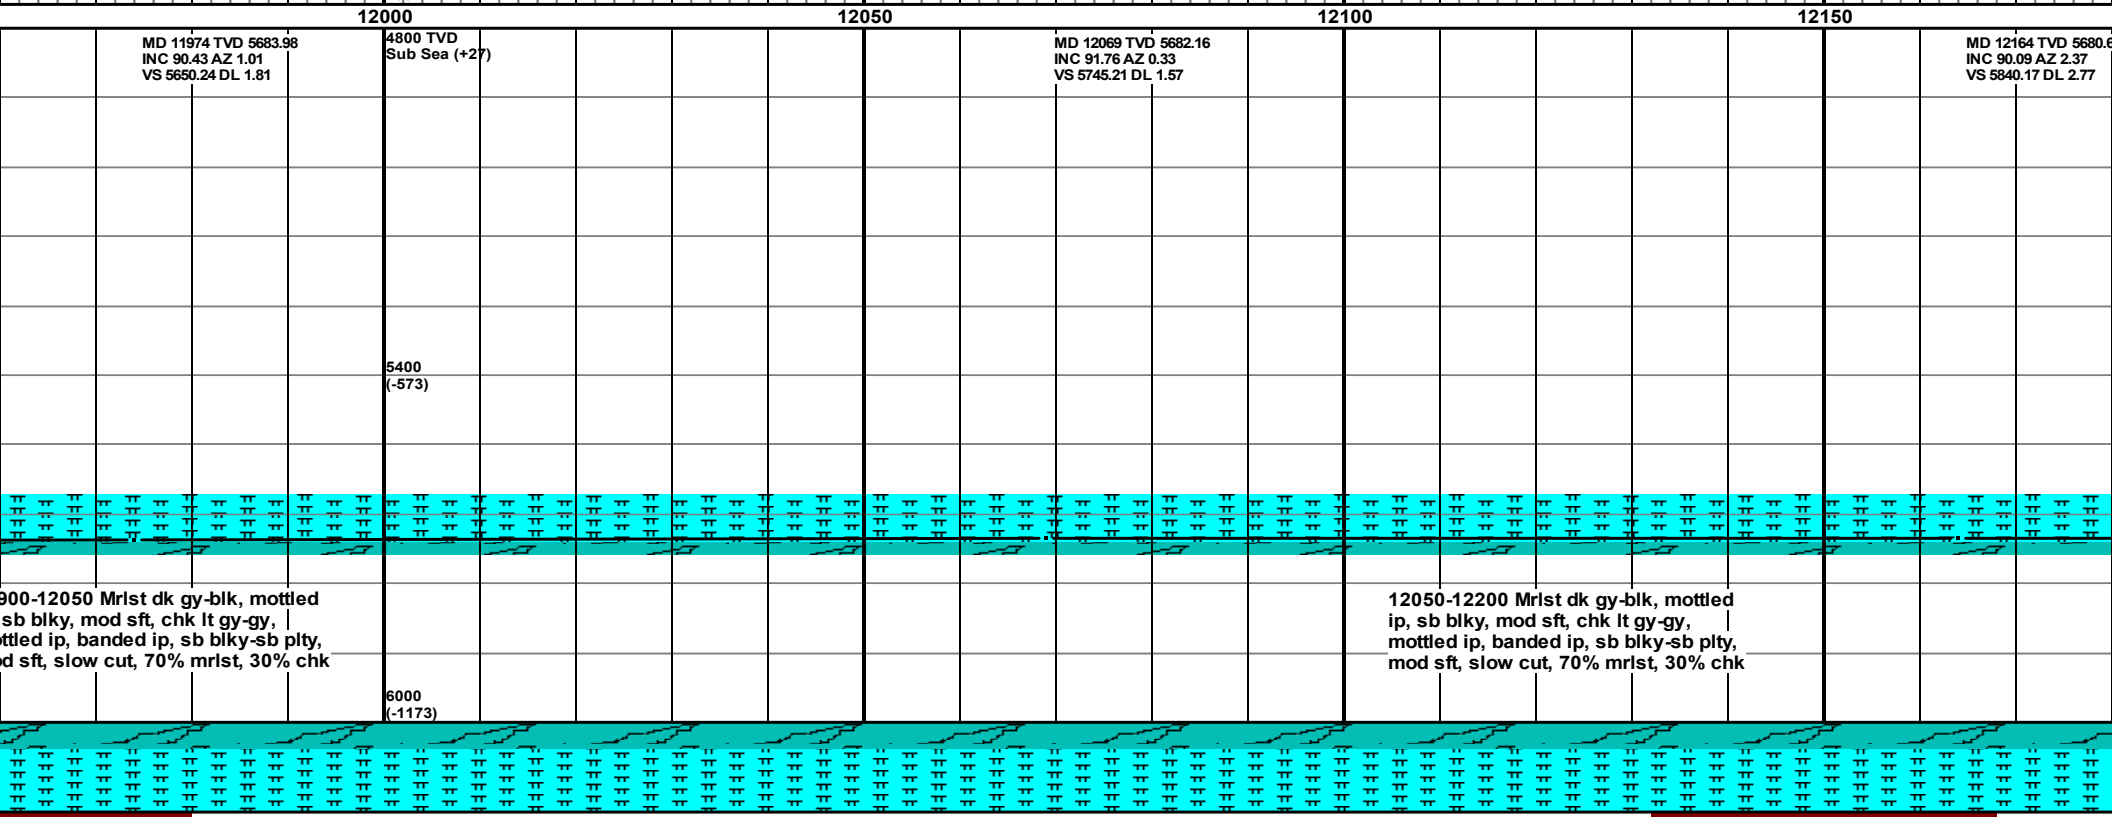 12000 12050 12100 12150
MD 11974 TVD 5683.98
INC 90.43 AZ 1.01
VS 5650.24 DL 1.81
4800 TVD
Sub Sea (+27)
MD 12069 TVD 5682.16
INC 91.76 AZ 0.33
VS 5745.21 DL 1.57
MD 12164 TVD 5680.6
INC 90.09 AZ 2.37
VS 5840.17 DL 2.77
5400
(-573)
900-12050 Mrlst dk gy-blk, mottled
sb blky, mod sft, chk lt gy-gy,
ottled ip, banded ip, sb blky-sb plty,
od sft, slow cut, 70% mrlst, 30% chk
12050-12200 Mrlst dk gy-blk, mottled
ip, sb blky, mod sft, chk lt gy-gy,
mottled ip, banded ip, sb blky-sb plty,
mod sft, slow cut, 70% mrlst, 30% chk
6000
(-1173)